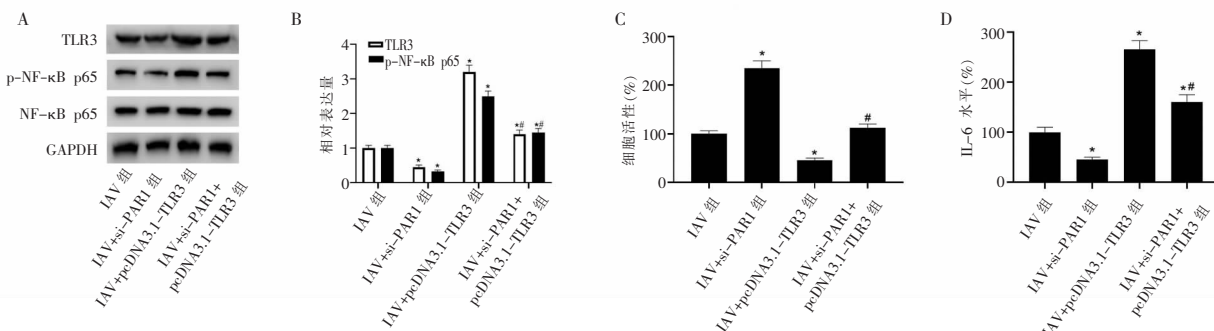 A
TLR3
p-NF-κB p65
NF-κB p65
GAPDH
IAV 组
IAV+si-PAR1 组
IAV+pcDNA3.1-TLR3 组
IAV+si-PAR1+
pcDNA3.1-TLR3 组
B
相对表达量
4
3
2
1
0
TLR3
p-NF-κB p65
* *
* *
*# *#
IAV 组
IAV+si-PAR1 组
IAV+pcDNA3.1-TLR3 组
IAV+si-PAR1+
pcDNA3.1-TLR3 组
C
细胞活性(%)
300
200
100
0
*
*
#
IAV 组
IAV+si-PAR1 组
IAV+pcDNA3.1-TLR3 组
IAV+si-PAR1+
pcDNA3.1-TLR3 组
D
IL-6 水平(%)
300
200
100
0
*
*
*#
IAV 组
IAV+si-PAR1 组
IAV+pcDNA3.1-TLR3 组
IAV+si-PAR1+
pcDNA3.1-TLR3 组